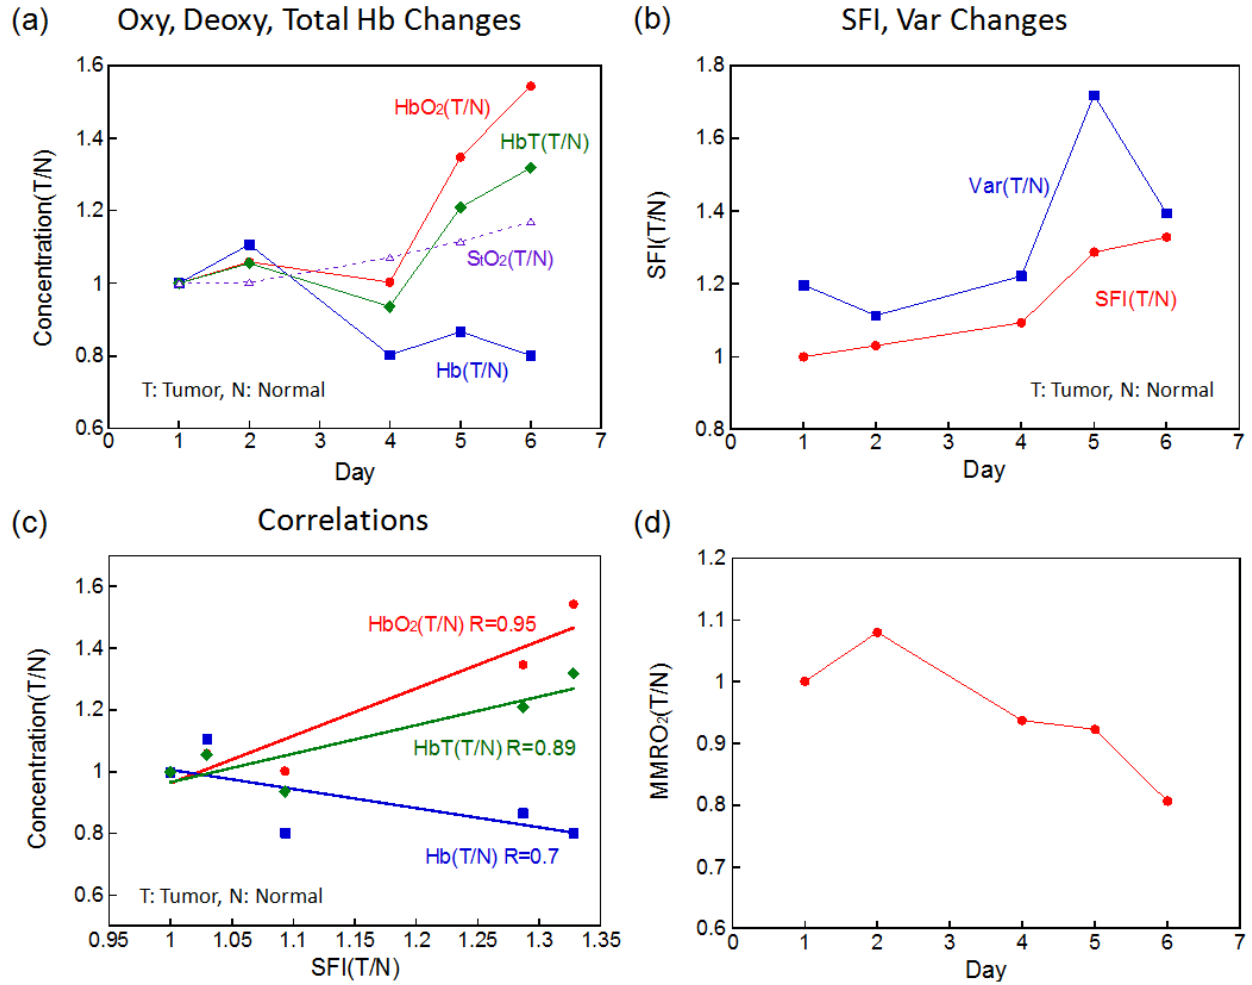 (a) Oxy, Deoxy, Total Hb Changes
1.6
1.4
1.2
1
0.8
0.6
Concentration(T/N)
HbO₂(T/N)
HbT(T/N)
StO₂(T/N)
Hb(T/N)
T: Tumor, N: Normal
0 1 2 3 4 5 6 7
Day
(b) SFI, Var Changes
1.8
1.6
1.4
1.2
1
0.8
SFI(T/N)
Var(T/N)
SFI(T/N)
T: Tumor, N: Normal
0 1 2 3 4 5 6 7
Day
(c) Correlations
1.6
1.4
1.2
1
0.8
0.6
Concentration(T/N)
HbO₂(T/N) R=0.95
HbT(T/N) R=0.89
Hb(T/N) R=0.7
T: Tumor, N: Normal
0.95 1 1.05 1.1 1.15 1.2 1.25 1.3 1.35
SFI(T/N)
(d)
1.2
1.1
1
0.9
0.8
0.7
0.6
MMRO₂(T/N)
0 1 2 3 4 5 6 7
Day